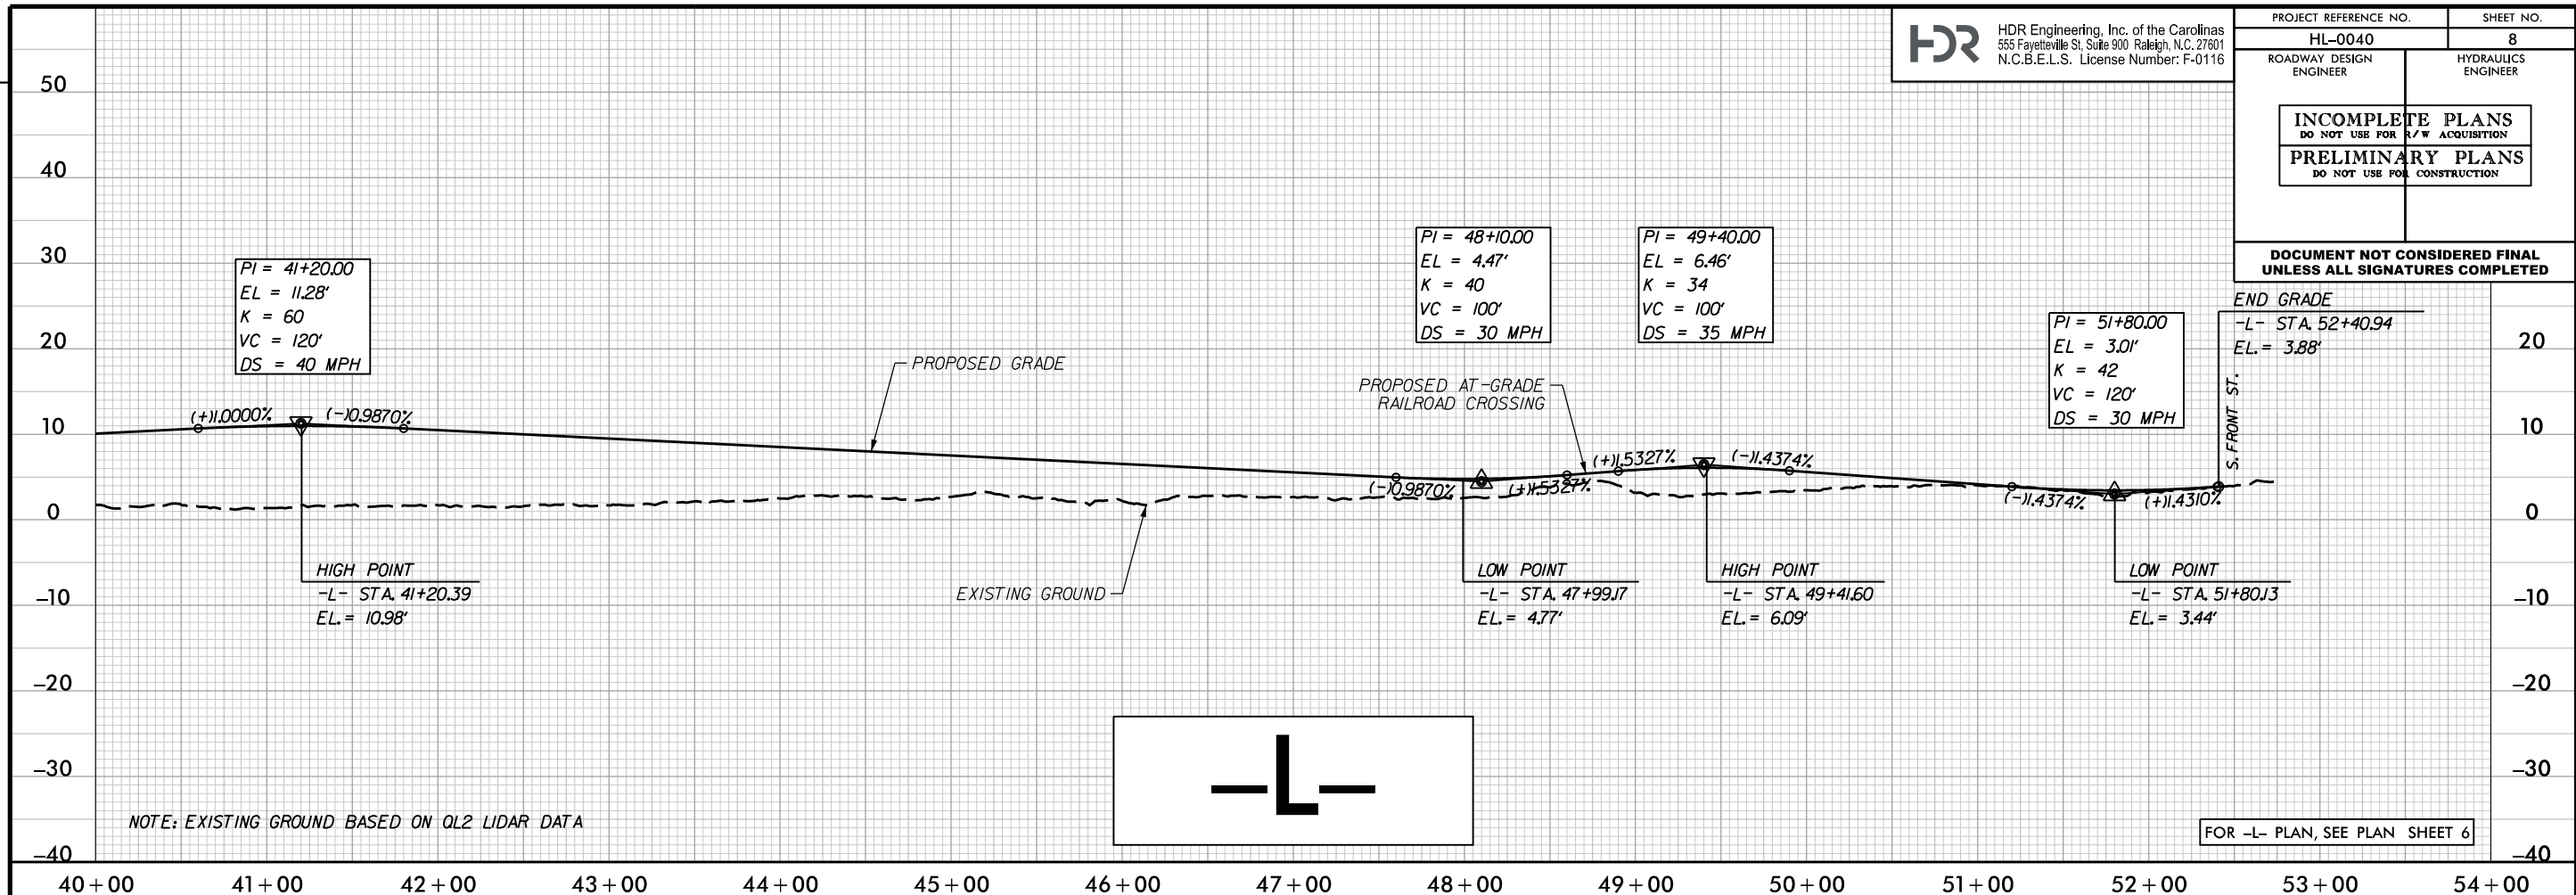 HDR
HDR Engineering, Inc. of the Carolinas
555 Fayetteville St, Suite 900 Raleigh, N.C. 27601
N.C.B.E.L.S. License Number: F-0116
PROJECT REFERENCE NO.
SHEET NO.
HL-0040
8
ROADWAY DESIGN
ENGINEER
HYDRAULICS
ENGINEER
INCOMPLETE PLANS
DO NOT USE FOR R/W ACQUISITION
PRELIMINARY PLANS
DO NOT USE FOR CONSTRUCTION
DOCUMENT NOT CONSIDERED FINAL
UNLESS ALL SIGNATURES COMPLETED
50
40
30
20
10
0
-10
-20
-30
-40
PI = 41+20.00
EL = 11.28'
K = 60
VC = 120'
DS = 40 MPH
PI = 48+10.00
EL = 4.47'
K = 40
VC = 100'
DS = 30 MPH
PI = 49+40.00
EL = 6.46'
K = 34
VC = 100'
DS = 35 MPH
PI = 51+80.00
EL = 3.01'
K = 42
VC = 120'
DS = 30 MPH
END GRADE
-L- STA. 52+40.94
EL. = 3.88'
S. FRONT ST.
20
10
0
-10
-20
-30
-40
PROPOSED GRADE
PROPOSED AT-GRADE
RAILROAD CROSSING
(+)1.0000%
(-)0.9870%
(-)0.9870%
(+)1.5327%
(+)1.5327%
(-)1.4374%
(-)1.4374%
(+)1.4310%
EXISTING GROUND
HIGH POINT
-L- STA. 41+20.39
EL. = 10.98'
LOW POINT
-L- STA. 47+99.17
EL. = 4.77'
HIGH POINT
-L- STA. 49+41.60
EL. = 6.09'
LOW POINT
-L- STA. 51+80.13
EL. = 3.44'
-L-
NOTE: EXISTING GROUND BASED ON QL2 LIDAR DATA
FOR -L- PLAN, SEE PLAN SHEET 6
40+00 41+00 42+00 43+00 44+00 45+00 46+00 47+00 48+00 49+00 50+00 51+00 52+00 53+00 54+00